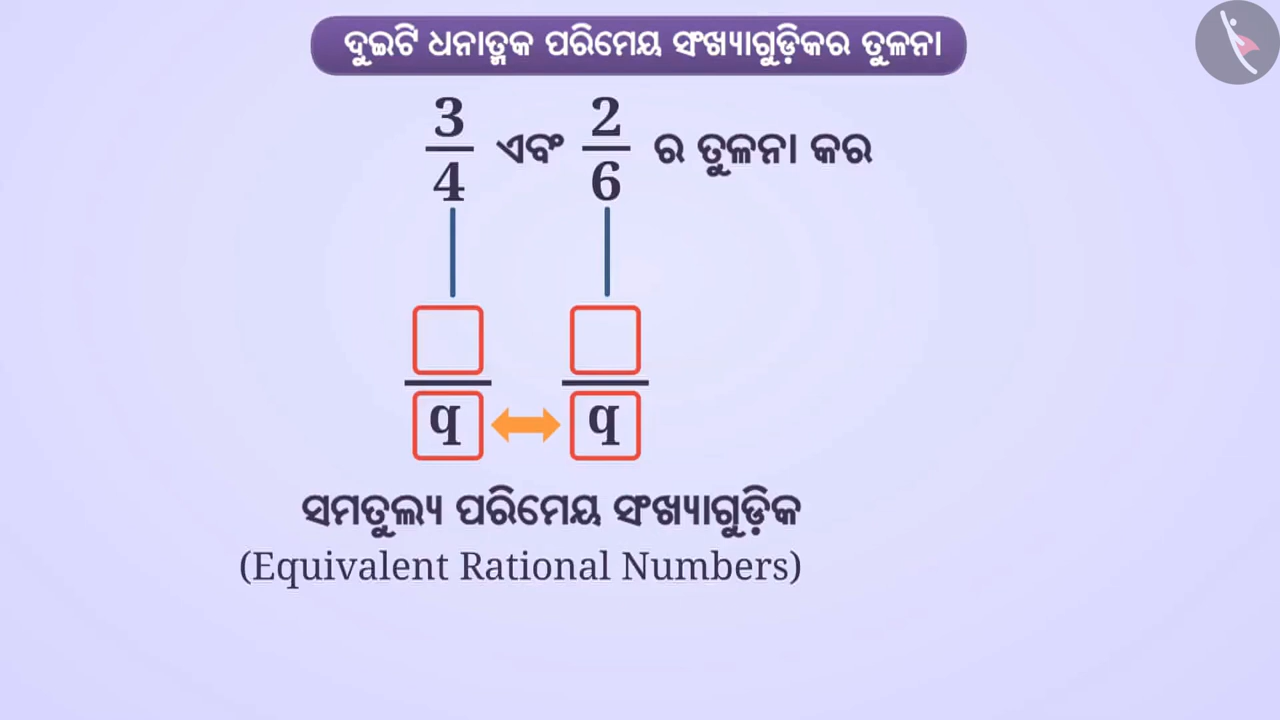 ଦୁଇଟି ଧନାତ୍ମକ ପରିମେୟ ସଂଖ୍ୟାଗୁଡ଼ିକର ତୁଳନା
3/4 ଏବଂ 2/6 ର ତୁଳନା କର
q q
ସମତୁଲ୍ୟ ପରିମେୟ ସଂଖ୍ୟାଗୁଡ଼ିକ
(Equivalent Rational Numbers)